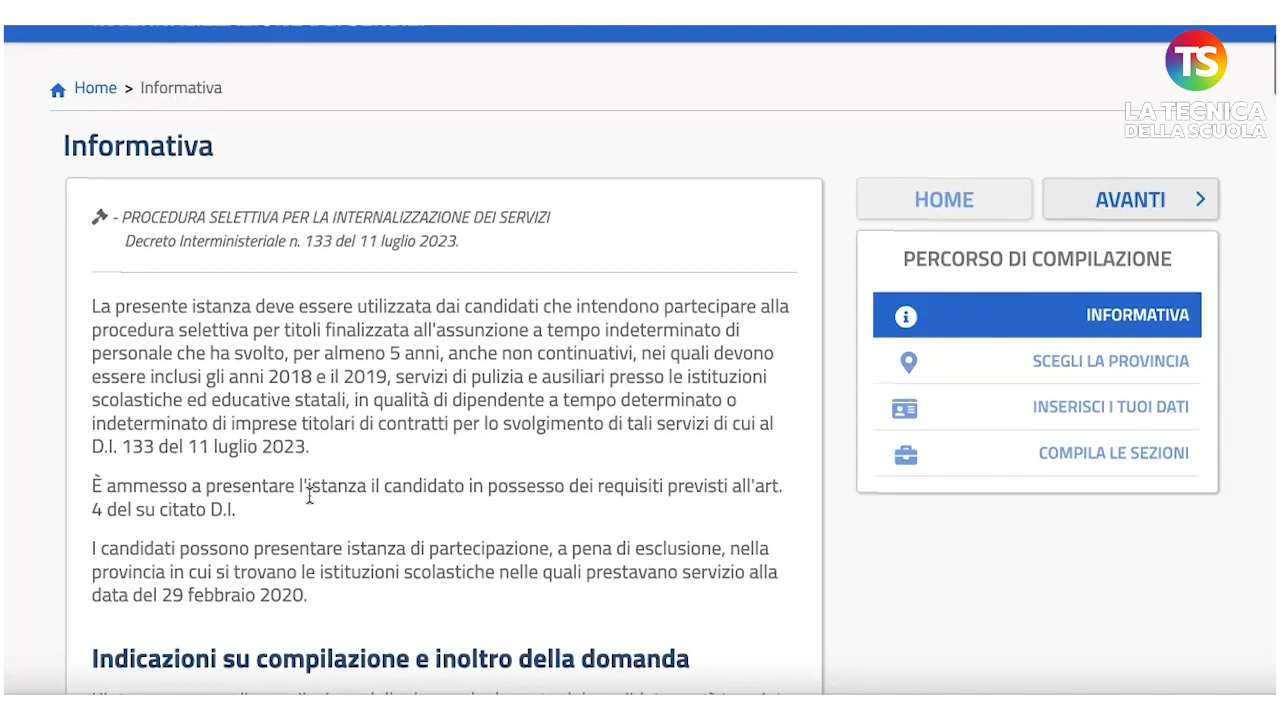 TS
LA TECNICA
DELLA SCUOLA
Home > Informativa
Informativa
- PROCEDURA SELETTIVA PER LA INTERNALIZZAZIONE DEI SERVIZI
Decreto Interministeriale n. 133 del 11 luglio 2023.
La presente istanza deve essere utilizzata dai candidati che intendono partecipare alla
procedura selettiva per titoli finalizzata all'assunzione a tempo indeterminato di
personale che ha svolto, per almeno 5 anni, anche non continuativi, nei quali devono
essere inclusi gli anni 2018 e il 2019, servizi di pulizia e ausiliari presso le istituzioni
scolastiche ed educative statali, in qualità di dipendente a tempo determinato o
indeterminato di imprese titolari di contratti per lo svolgimento di tali servizi di cui al
D.I. 133 del 11 luglio 2023.
È ammesso a presentare l'istanza il candidato in possesso dei requisiti previsti all'art.
4 del su citato D.I.
I candidati possono presentare istanza di partecipazione, a pena di esclusione, nella
provincia in cui si trovano le istituzioni scolastiche nelle quali prestavano servizio alla
data del 29 febbraio 2020.
Indicazioni su compilazione e inoltro della domanda
HOME
AVANTI
PERCORSO DI COMPILAZIONE
INFORMATIVA
SCEGLI LA PROVINCIA
INSERISCI I TUOI DATI
COMPILA LE SEZIONI